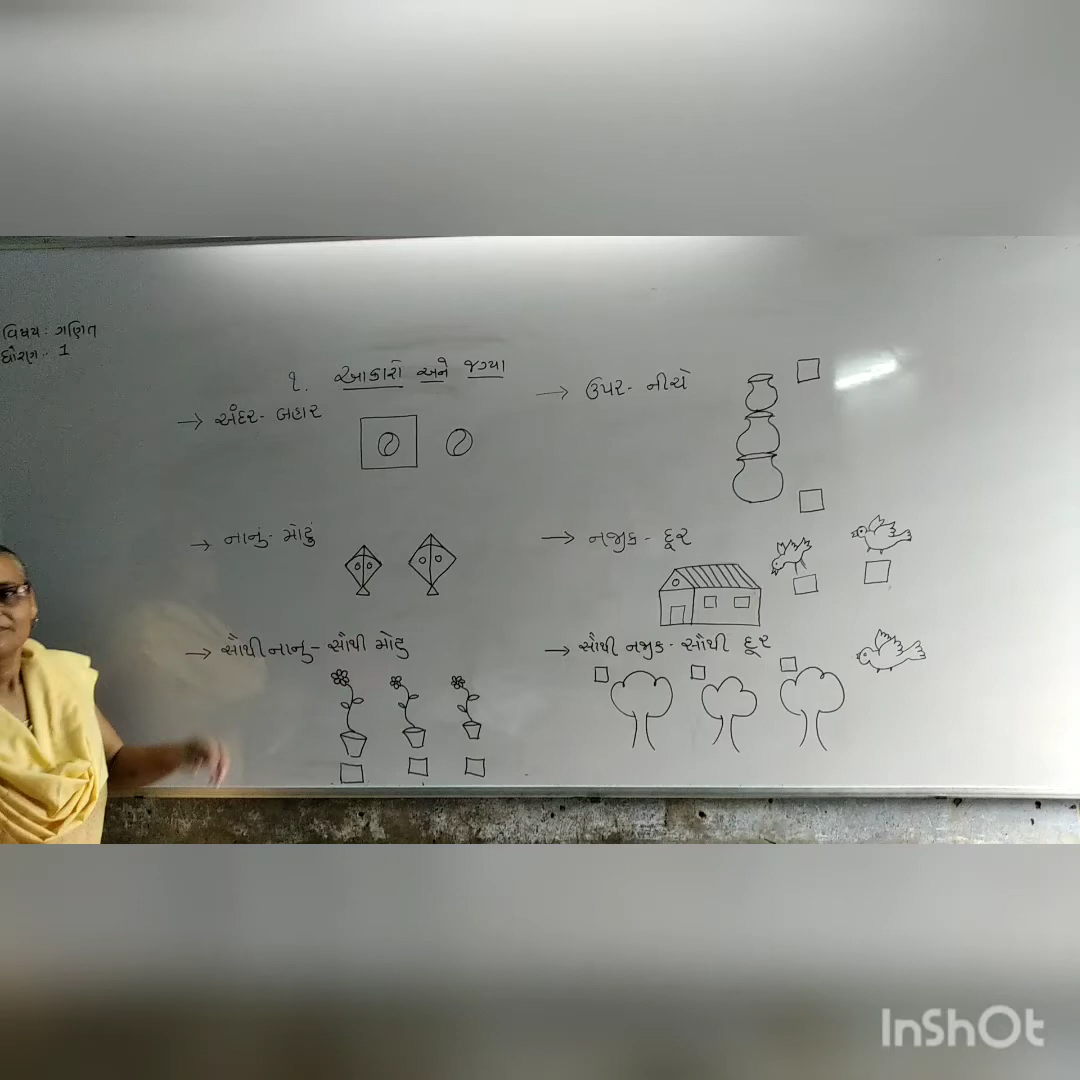 વિષય: ગણિત
ધોરણ: 1
૧. આકારો અને જગ્યા
→ અંદર - બહાર
→ નાનું - મોટું
→ સૌથી નાનુ - સૌથી મોટુ
→ ઉપર - નીચે
→ નજીક - દૂર
→ સૌથી નજીક - સૌથી દૂર
InShOt